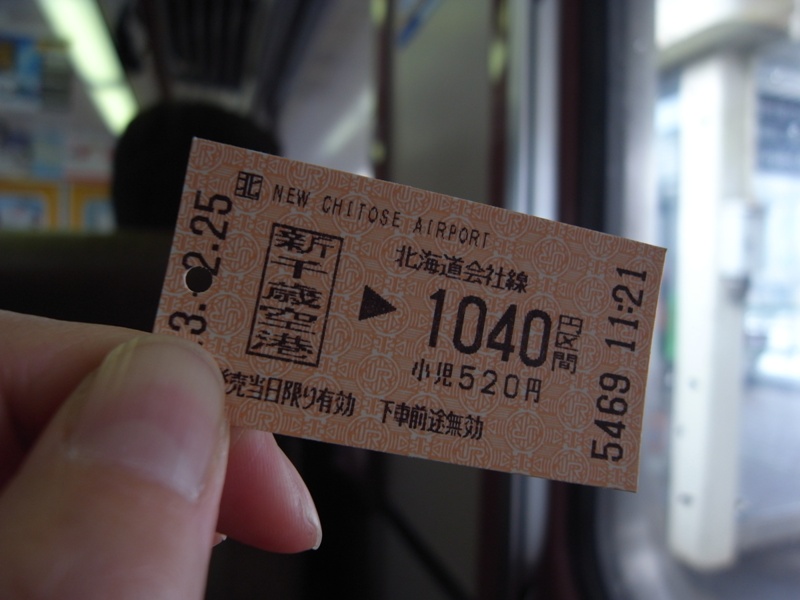 北 NEW CHITOSE AIRPORT
新千歳空港
▶
北海道会社線
1040円区間
小児520円
売当日限り有効 下車前途無効
3.-2.25
5469 11:21